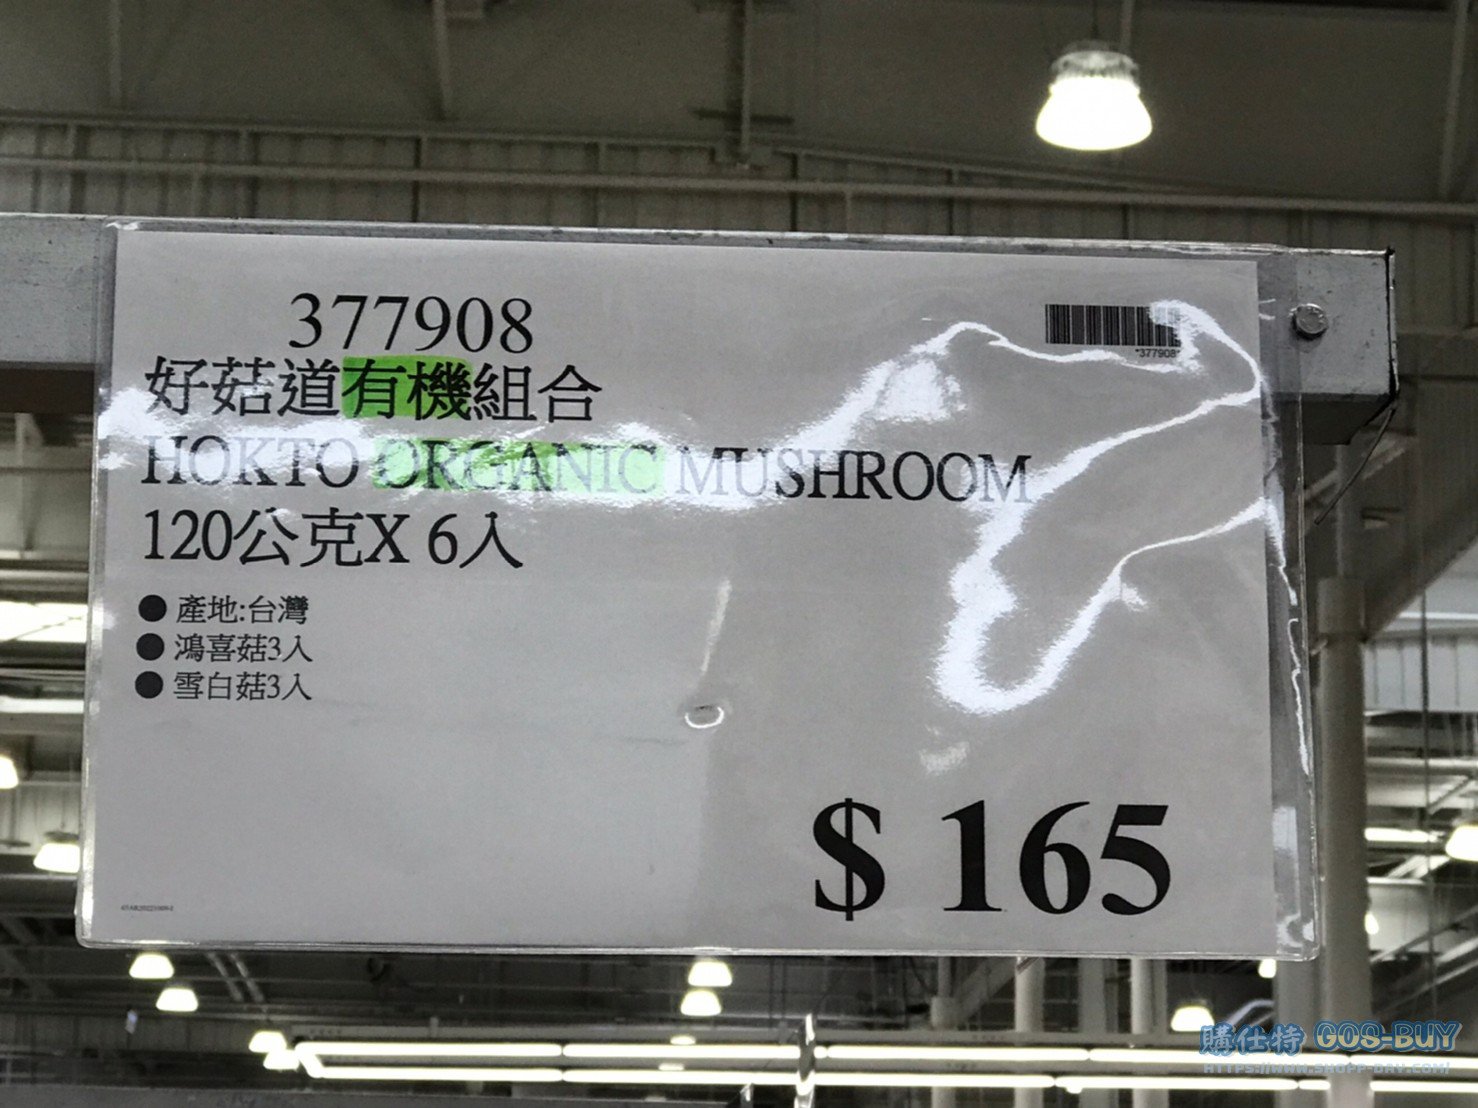 377908
*377908*
好菇道有機組合
HOKTO ORGANIC MUSHROOM
120公克X 6入
● 產地:台灣
● 鴻喜菇3入
● 雪白菇3入
$ 165
購仕特 GOS-BUY